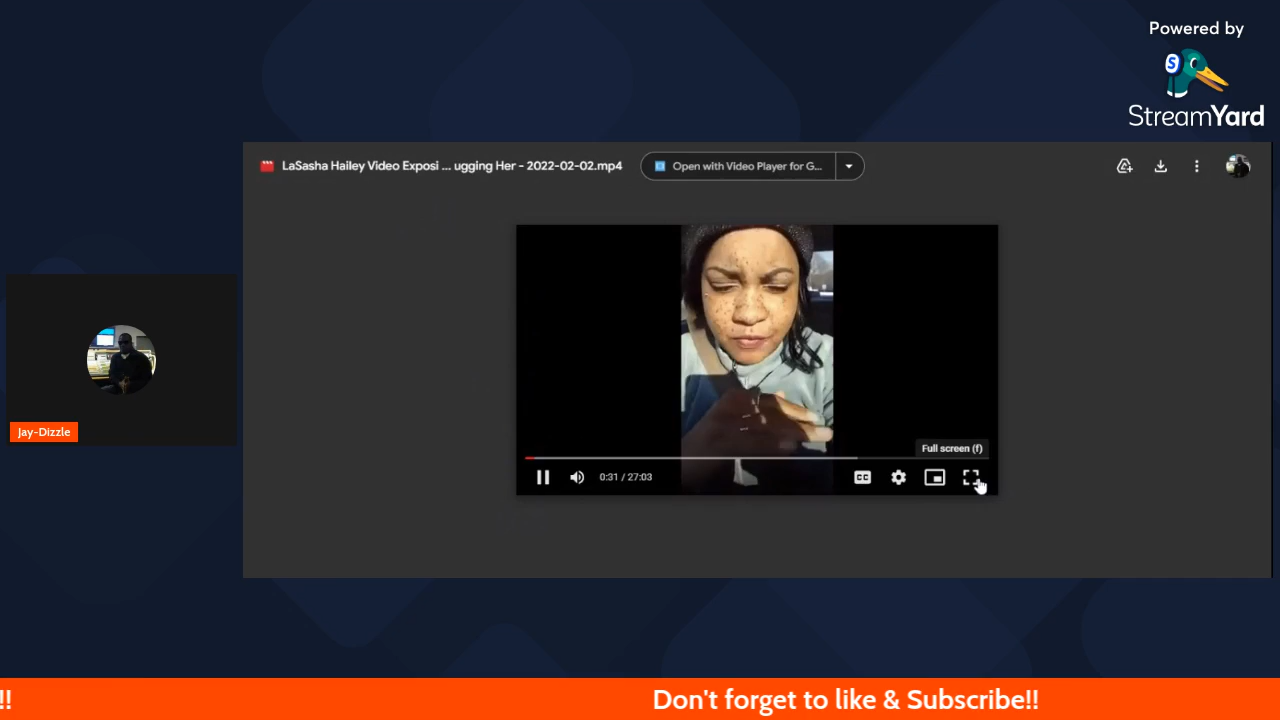 Powered by
StreamYard
LaSasha Hailey Video Exposi ... ugging Her - 2022-02-02.mp4
Open with Video Player for G...
Full screen (f)
0:31 / 27:03
CC
Jay-Dizzle
!!
Don't forget to like & Subscribe!!